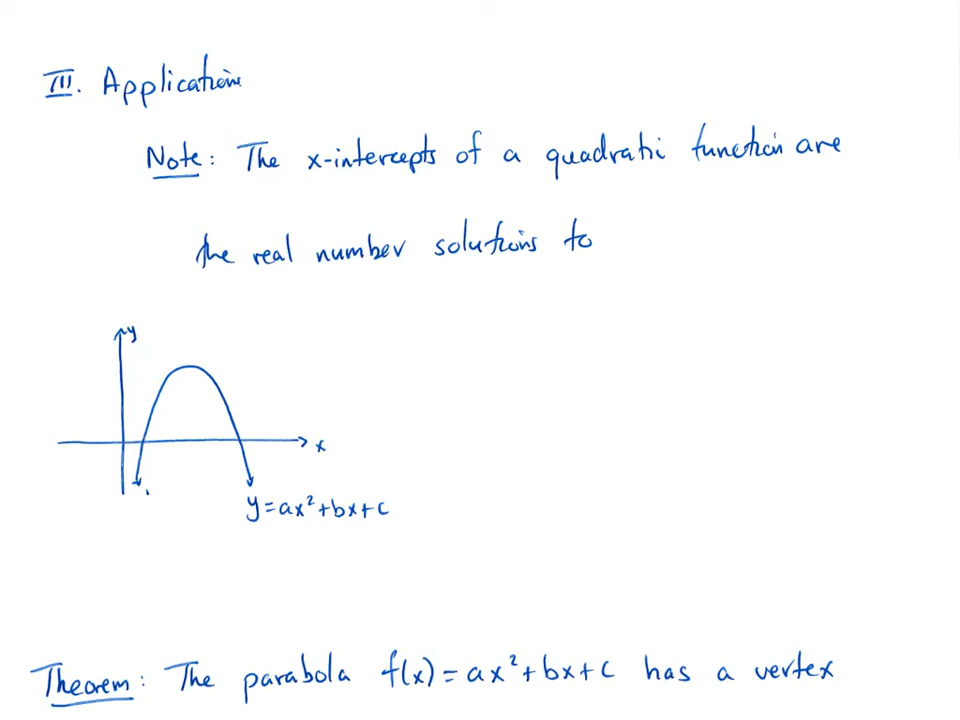 III. Applications
Note: The x-intercepts of a quadratic function are
the real number solutions to
y
x
y=ax²+bx+c
Theorem: The parabola f(x)=ax²+bx+c has a vertex